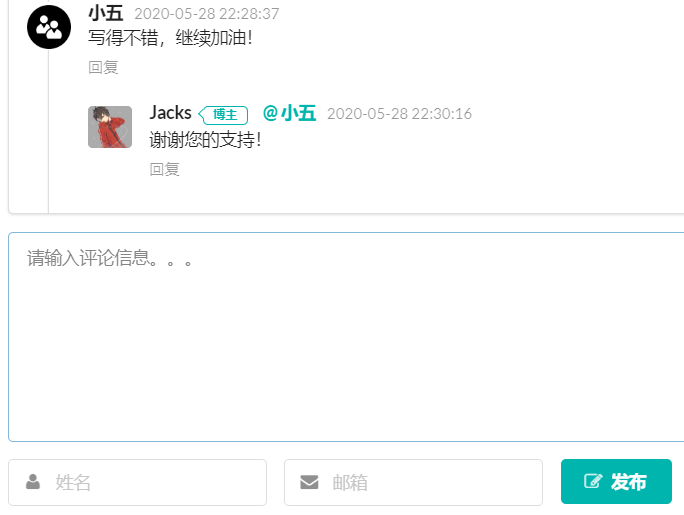 小五 2020-05-28 22:28:37
写得不错，继续加油！
回复
Jacks 博主 @小五 2020-05-28 22:30:16
谢谢您的支持！
回复
请输入评论信息。。。
姓名 邮箱 发布